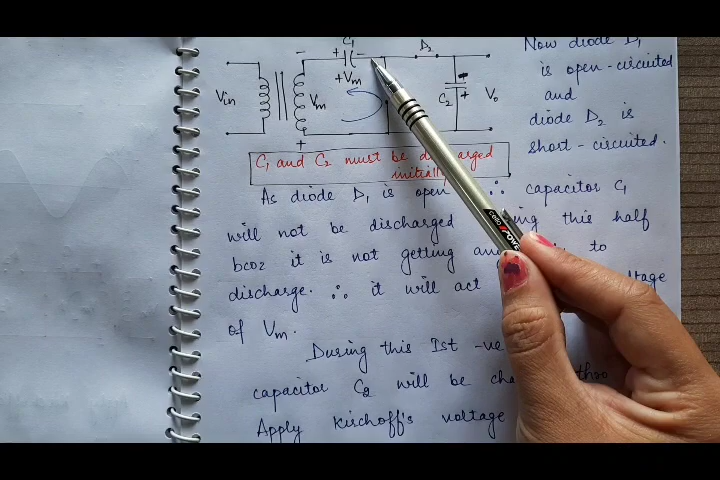 C1
+ -
+Vm
D2
Vin
Vm
C2
+
Vo
-
+
Now diode D1
is open-circuited
and
diode D2 is
short-circuited.
C1 and C2 must be discharged
initially
As diode D1 is open ∴ capacitor C1
will not be discharged this half
bcoz it is not getting to
discharge. ∴ it will act
of Vm.
During this Ist -ve
capacitor C2 will be
Apply Kirchoff's voltage
cello